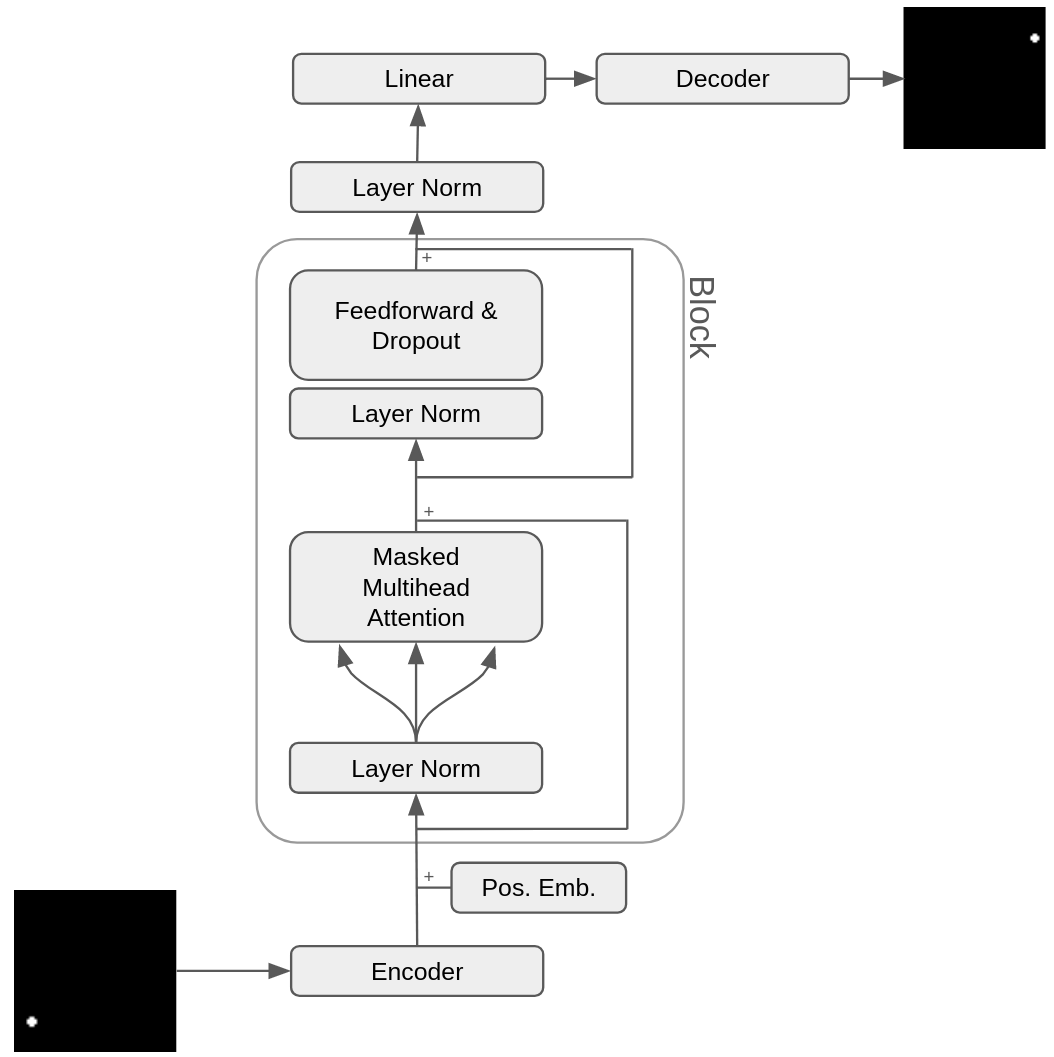 Linear
Decoder
Layer Norm
+
Feedforward &
Dropout
Block
Layer Norm
+
Masked
Multihead
Attention
Layer Norm
+
Pos. Emb.
Encoder